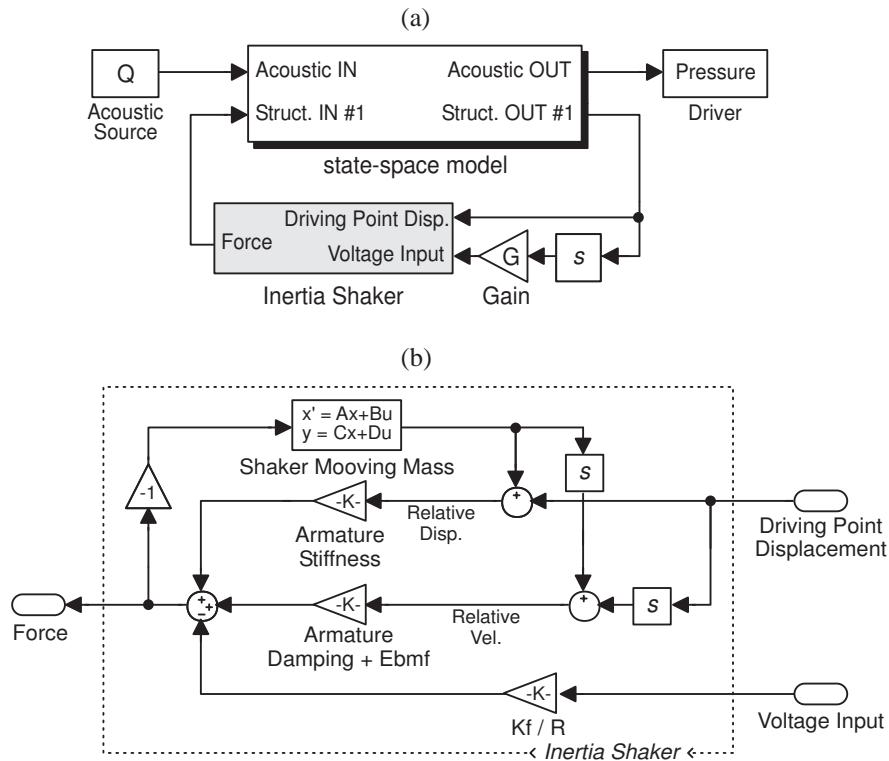 (a)
Q
Acoustic
Source
Acoustic IN
Acoustic OUT
Struct. IN #1
Struct. OUT #1
state-space model
Pressure
Driver
Driving Point Disp.
Force
Voltage Input
Inertia Shaker
G
Gain
s
(b)
x' = Ax+Bu
y = Cx+Du
Shaker Mooving Mass
s
-1
-K-
Relative
Disp.
+
Armature
Stiffness
Driving Point
Displacement
Force
+
+
−
-K-
Relative
Vel.
+
s
Armature
Damping + Ebmf
-K-
Kf / R
Voltage Input
< Inertia Shaker >